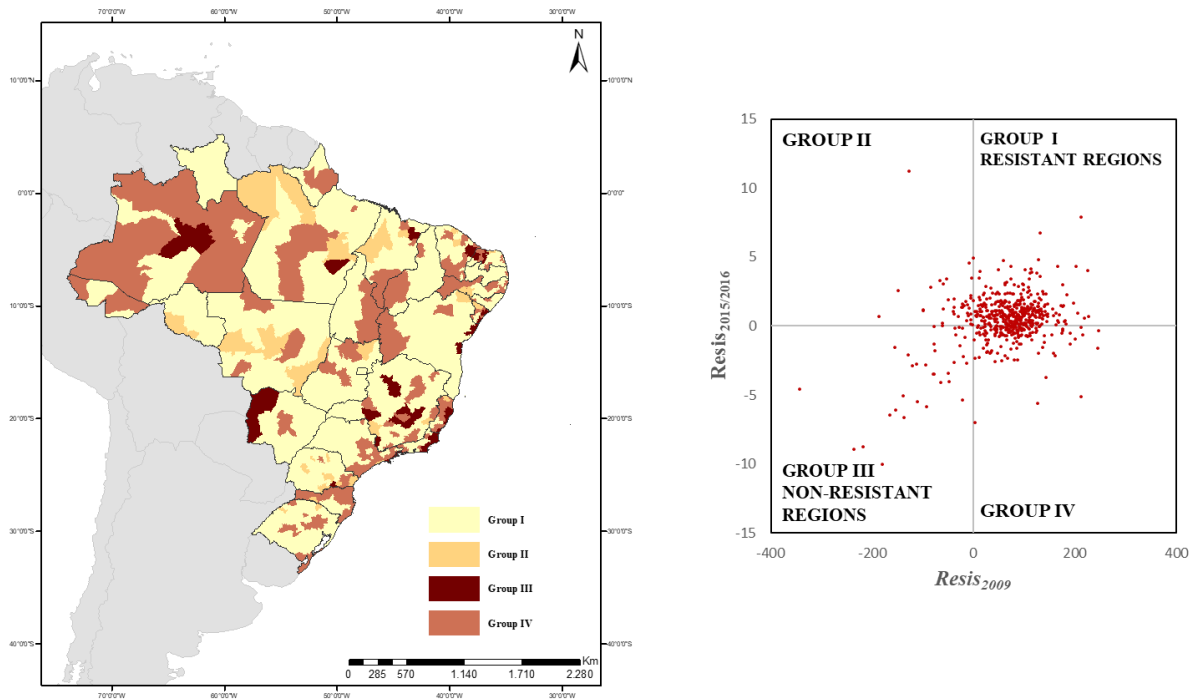 70°0'0"W 60°0'0"W 50°0'0"W 40°0'0"W 30°0'0"W
N
10°0'0"N 10°0'0"N
0°0'0" 0°0'0"
10°0'0"S 10°0'0"S
20°0'0"S 20°0'0"S
30°0'0"S 30°0'0"S
40°0'0"S 40°0'0"S
Group I
Group II
Group III
Group IV
Km
0 285 570 1.140 1.710 2.280
70°0'0"W 60°0'0"W 50°0'0"W 40°0'0"W 30°0'0"W
15
10
5
0
-5
-10
-15
Resis2015/2016
GROUP II
GROUP I
RESISTANT REGIONS
GROUP III
NON-RESISTANT
REGIONS
GROUP IV
-400 -200 0 200 400
Resis2009